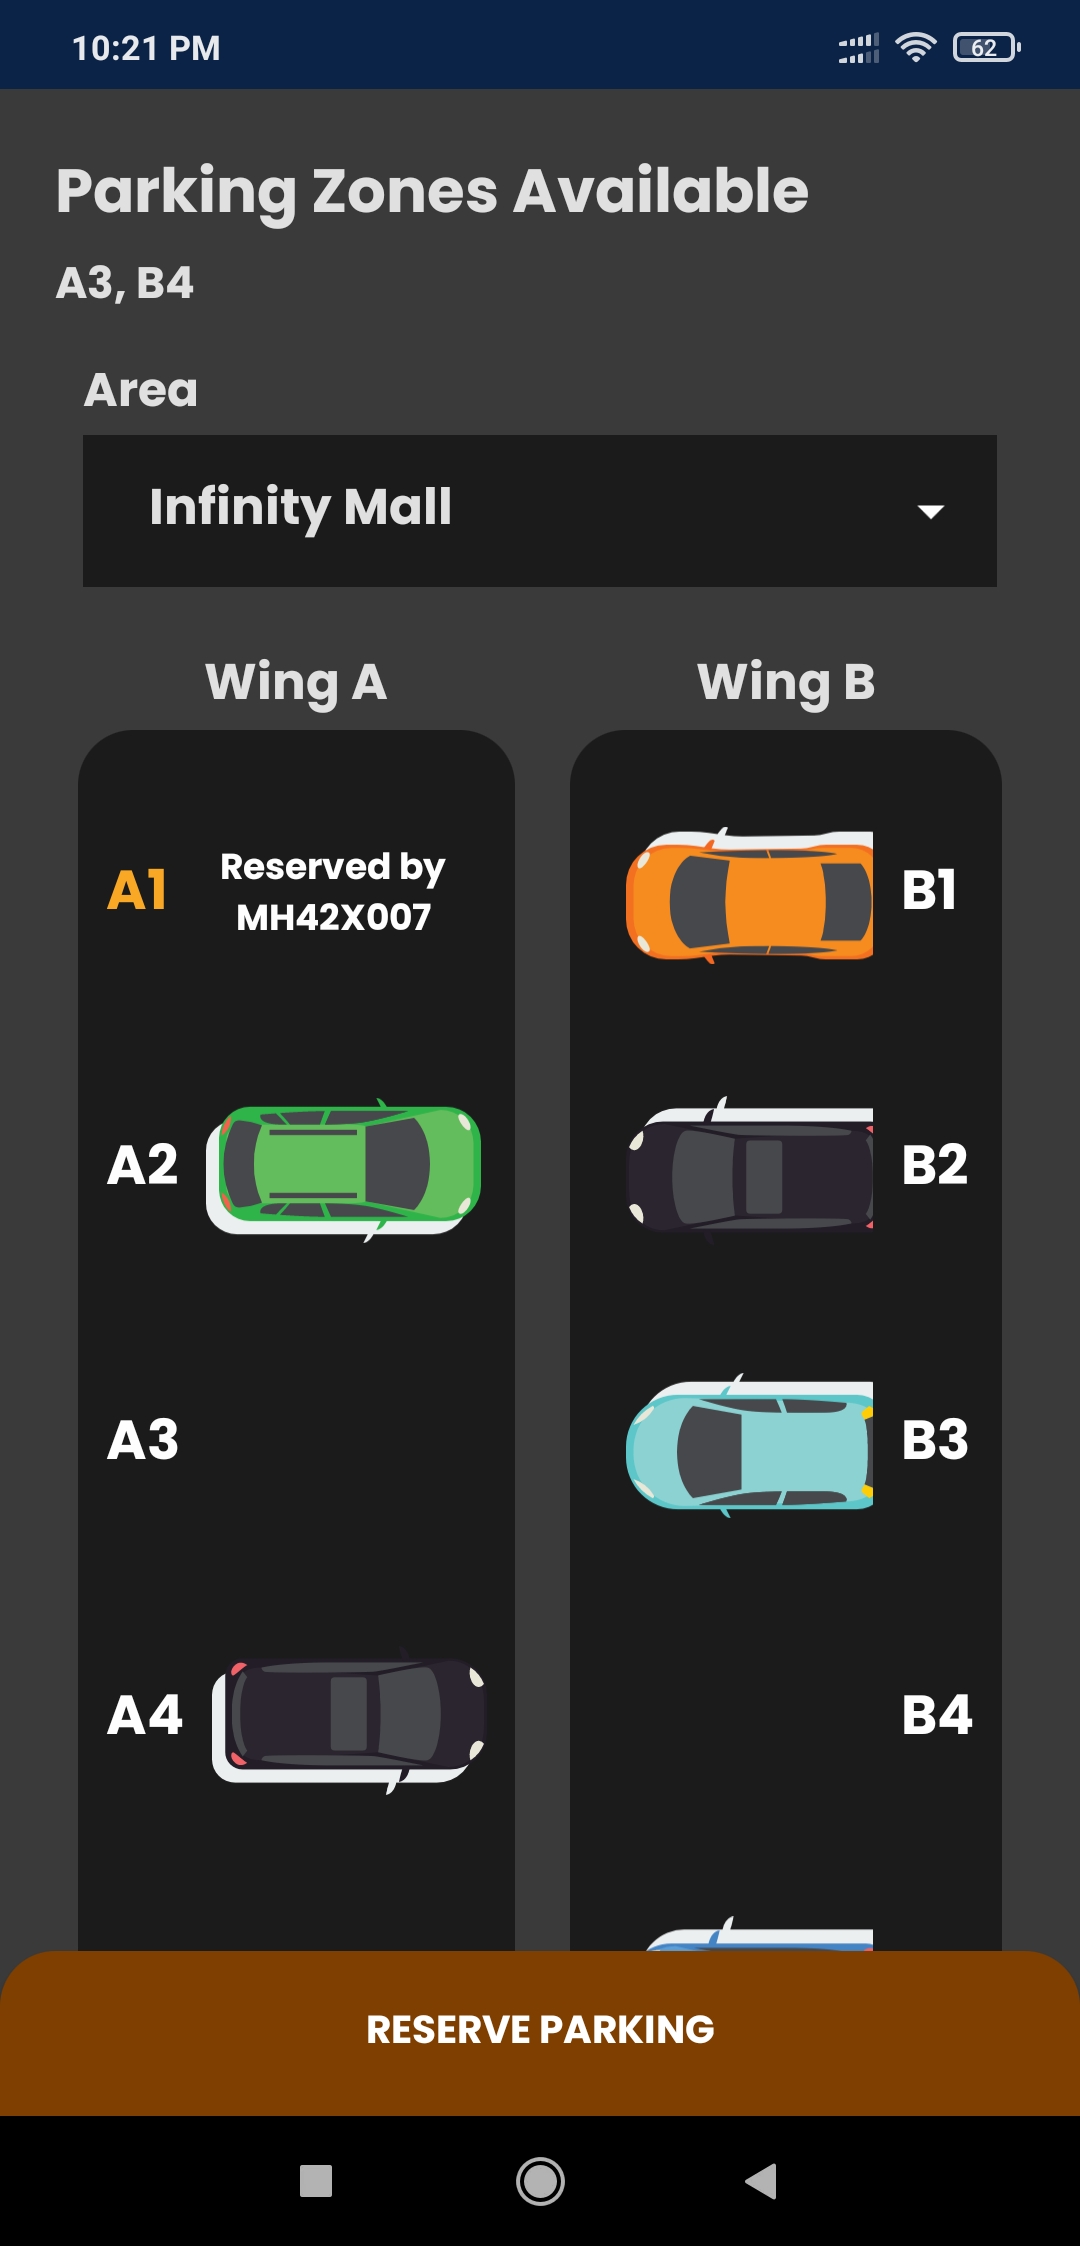 10:21 PM
62
Parking Zones Available
A3, B4
Area
Infinity Mall
Wing A
Wing B
A1
Reserved by
MH42X007
B1
A2
B2
A3
B3
A4
B4
RESERVE PARKING